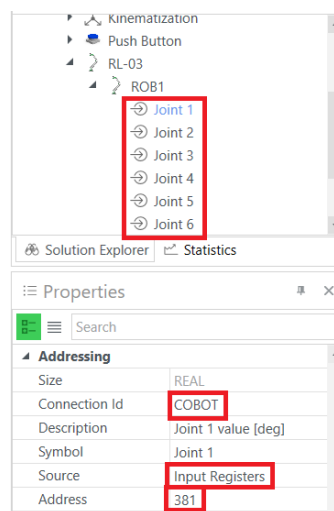 Kinematization
Push Button
RL-03
ROB1
Joint 1
Joint 2
Joint 3
Joint 4
Joint 5
Joint 6
Solution Explorer Statistics
Properties
Search
Addressing
Size REAL
Connection Id COBOT
Description Joint 1 value [deg]
Symbol Joint 1
Source Input Registers
Address 381